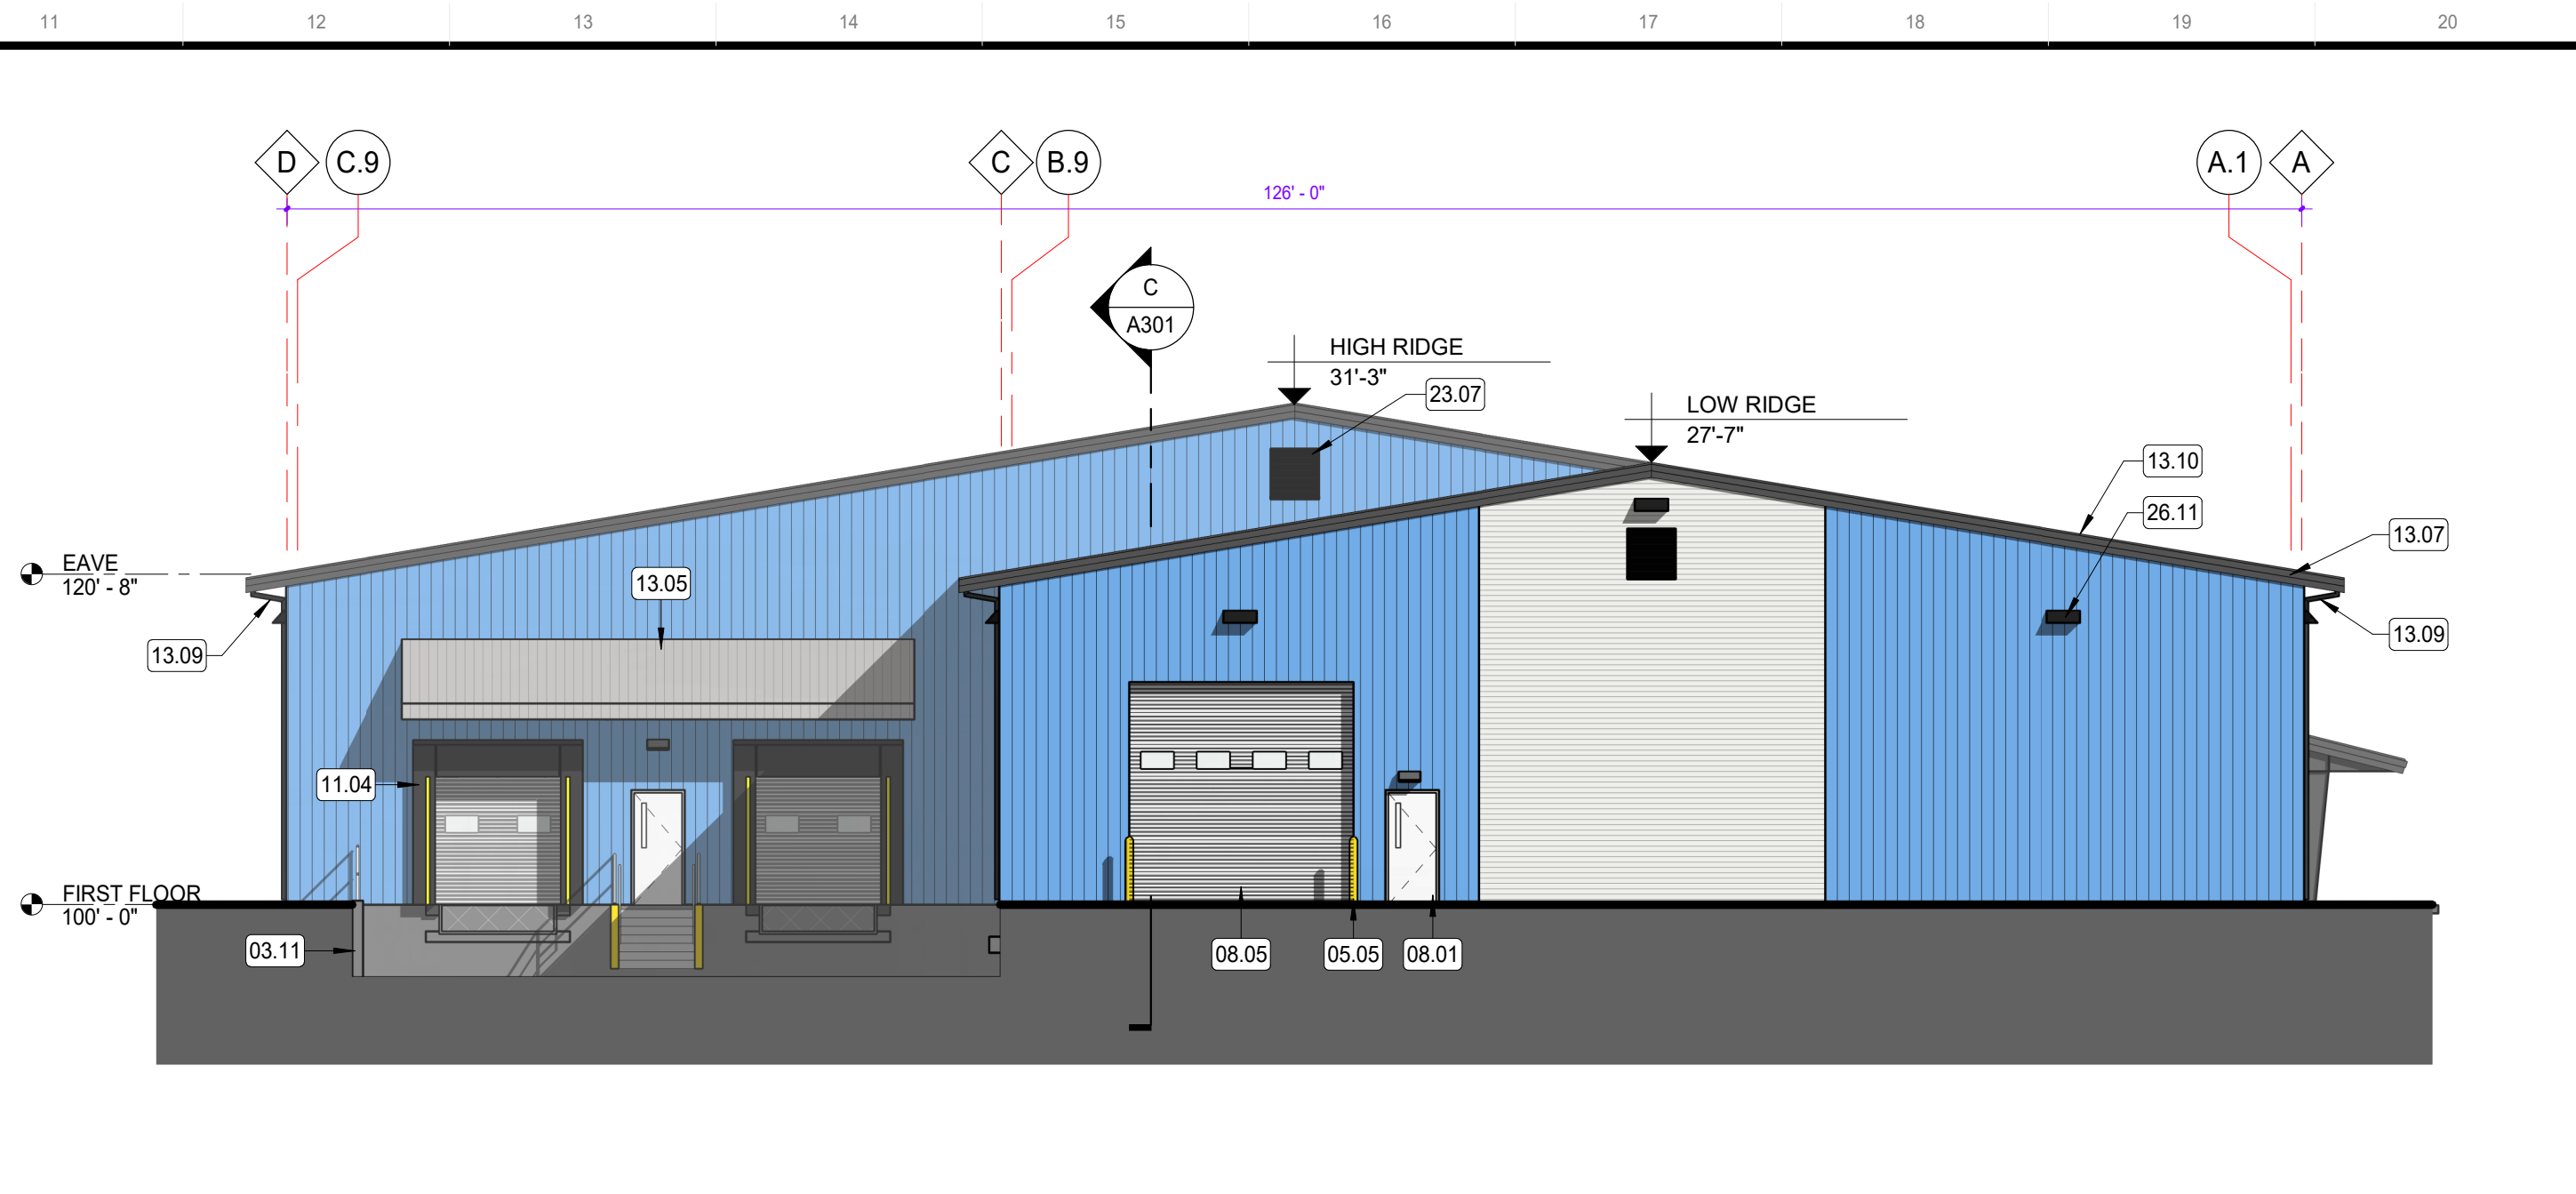 11 12 13 14 15 16 17 18 19 20
D C.9 C B.9 A.1 A
126' - 0"
C
A301
HIGH RIDGE
31'-3"
23.07
LOW RIDGE
27'-7"
13.10
26.11
13.07
EAVE
120' - 8"
13.05
13.09
13.09
11.04
FIRST FLOOR
100' - 0"
03.11
08.05
05.05
08.01